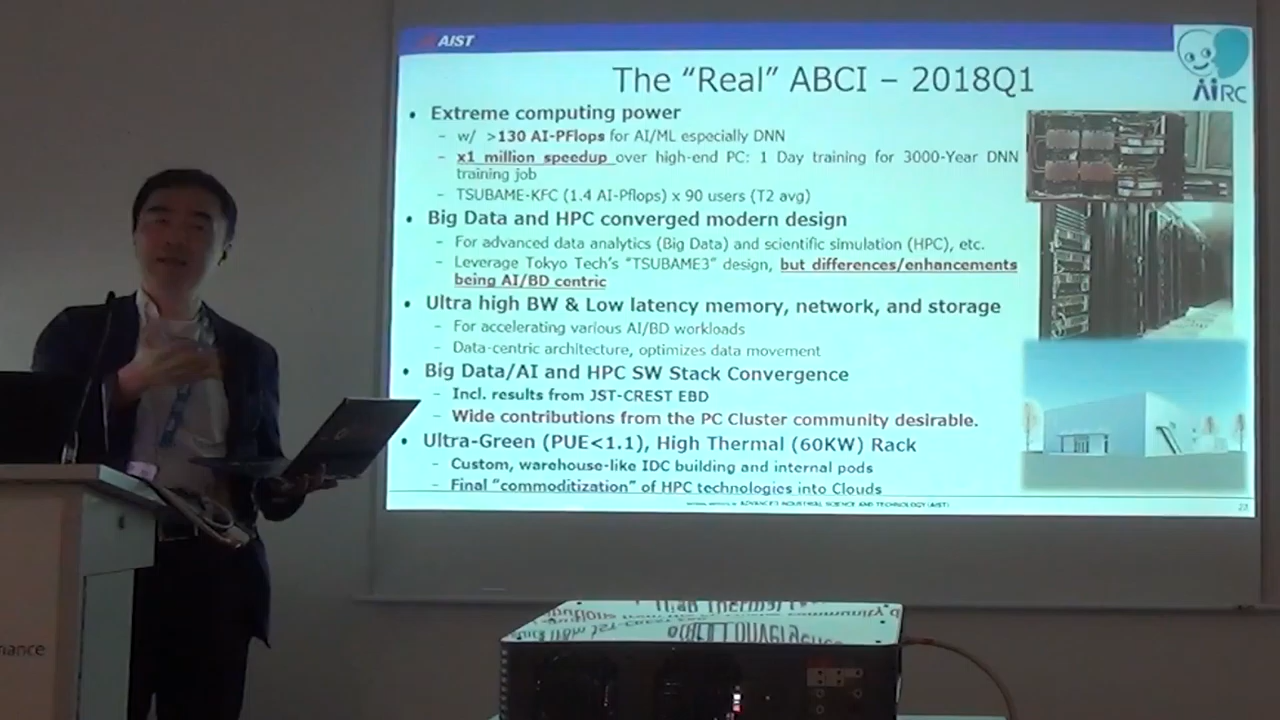 AIST
AiRC
The “Real” ABCI – 2018Q1
• Extreme computing power
– w/ >130 AI-PFlops for AI/ML especially DNN
– x1 million speedup over high-end PC: 1 Day training for 3000-Year DNN
training job
– TSUBAME-KFC (1.4 AI-Pflops) x 90 users (T2 avg)
• Big Data and HPC converged modern design
– For advanced data analytics (Big Data) and scientific simulation (HPC), etc.
– Leverage Tokyo Tech’s “TSUBAME3” design, but differences/enhancements
being AI/BD centric
• Ultra high BW & Low latency memory, network, and storage
– For accelerating various AI/BD workloads
– Data-centric architecture, optimizes data movement
• Big Data/AI and HPC SW Stack Convergence
– Incl. results from JST-CREST EBD
– Wide contributions from the PC Cluster community desirable.
• Ultra-Green (PUE<1.1), High Thermal (60KW) Rack
– Custom, warehouse-like IDC building and internal pods
– Final “commoditization” of HPC technologies into Clouds
INDUSTRIAL SCIENCE AND TECHNOLOGY (AIST)